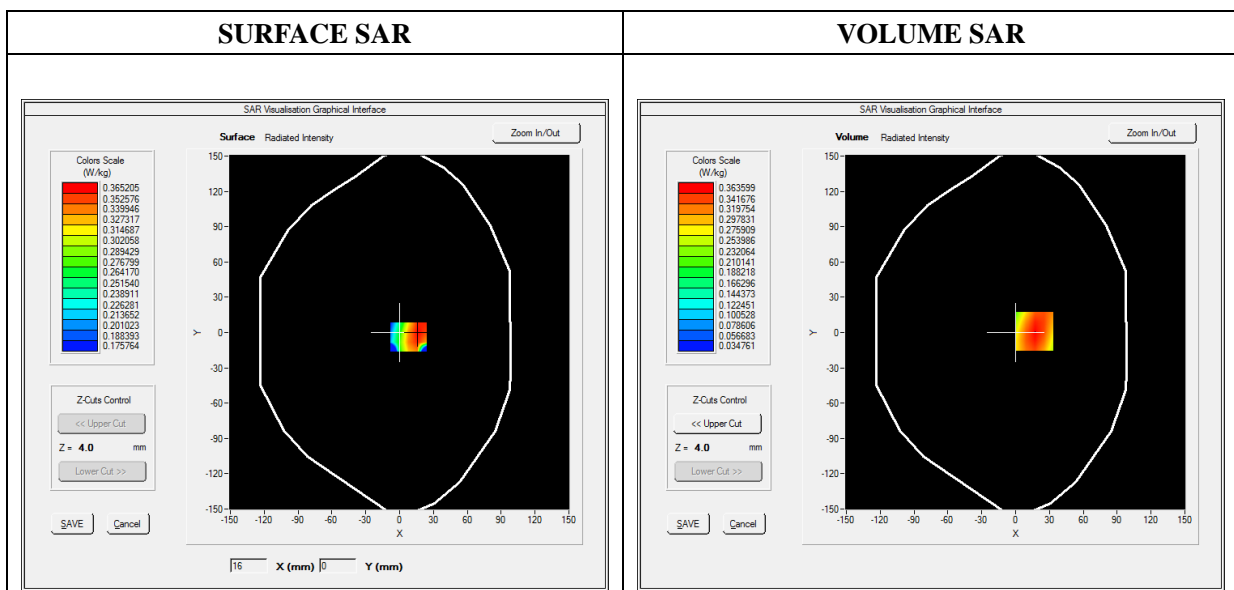 SURFACE SAR
VOLUME SAR
SAR Visualisation Graphical Interface
Surface Radiated Intensity
Zoom In/Out
Colors Scale
(W/kg)
0.365205
0.352576
0.339946
0.327317
0.314687
0.302058
0.289429
0.276799
0.264170
0.251540
0.238911
0.226281
0.213652
0.201023
0.188393
0.175764
Z-Cuts Control
<< Upper Cut
Z = 4.0 mm
Lower Cut >>
SAVE Cancel
150
120
90
60
30
0
-30
-60
-90
-120
-150
Y
-150 -120 -90 -60 -30 0 30 60 90 120 150
X
16 X (mm) 0 Y (mm)
SAR Visualisation Graphical Interface
Volume Radiated Intensity
Zoom In/Out
Colors Scale
(W/kg)
0.363599
0.341676
0.319754
0.297831
0.275909
0.253986
0.232064
0.210141
0.188218
0.166296
0.144373
0.122451
0.100528
0.078606
0.056683
0.034761
Z-Cuts Control
<< Upper Cut
Z = 4.0 mm
Lower Cut >>
SAVE Cancel
150
120
90
60
30
0
-30
-60
-90
-120
-150
Y
-150 -120 -90 -60 -30 0 30 60 90 120 150
X